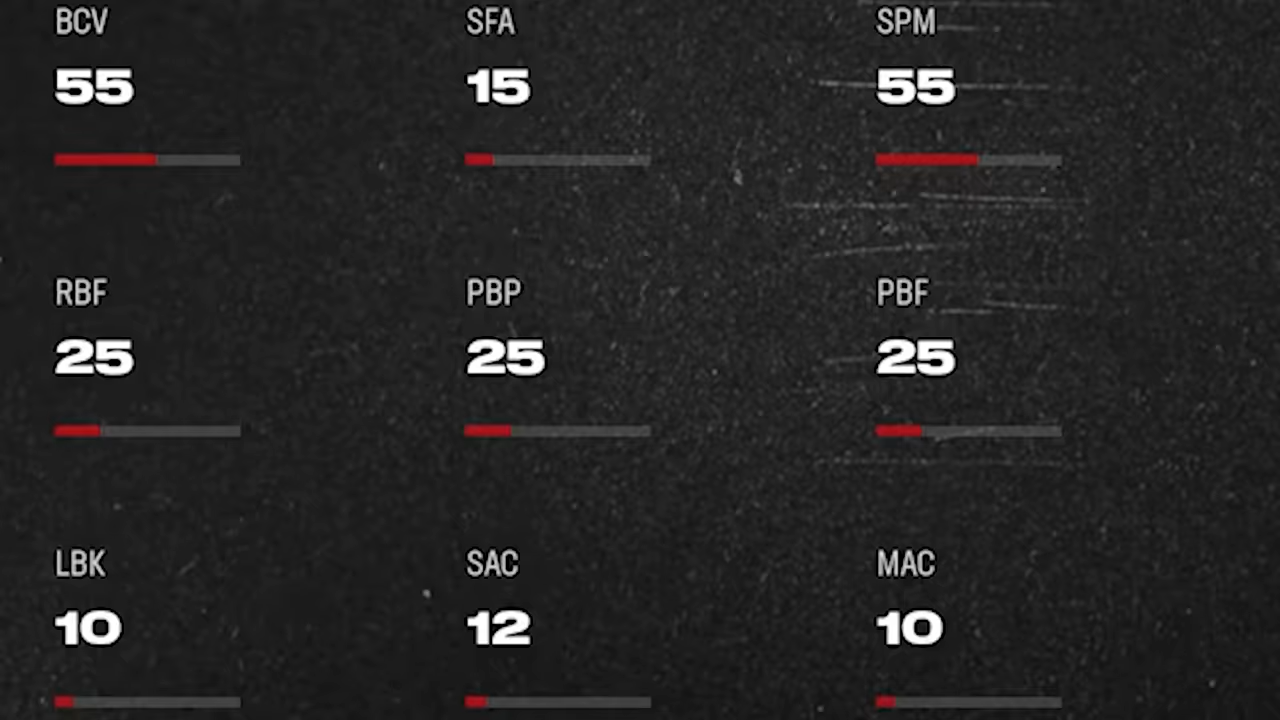 BCV SFA SPM
55 15 55
RBF PBP PBF
25 25 25
LBK SAC MAC
10 12 10